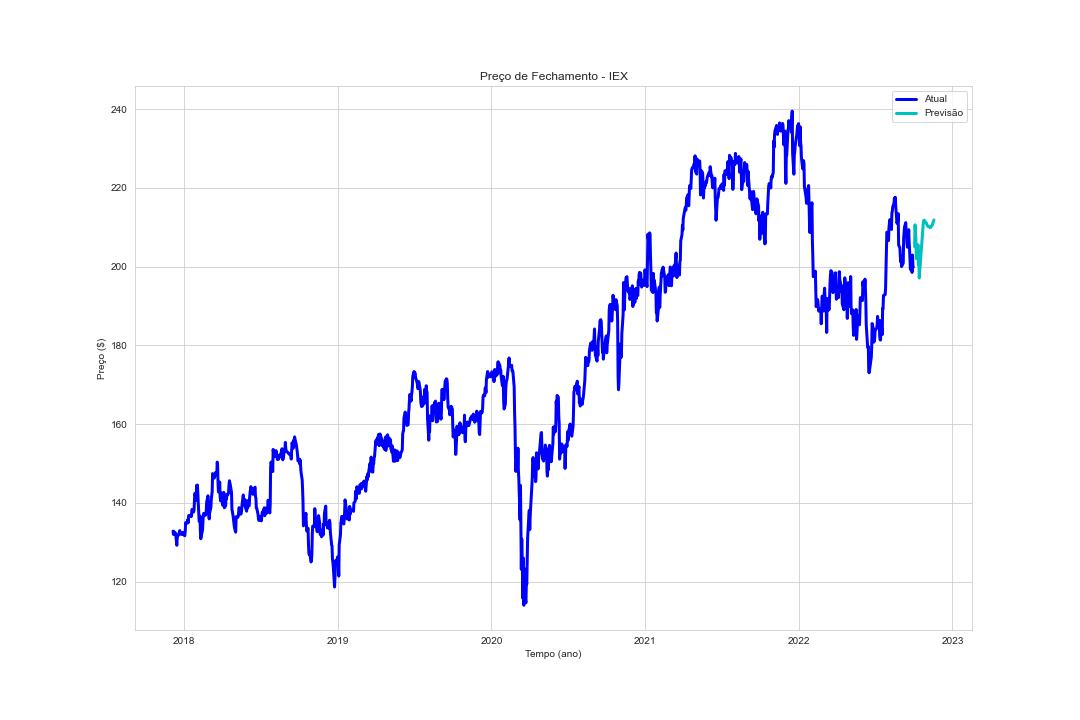 Preço de Fechamento - IEX
Atual
Previsão
240
220
200
180
160
140
120
Preço ($)
2018
2019
2020
2021
2022
2023
Tempo (ano)